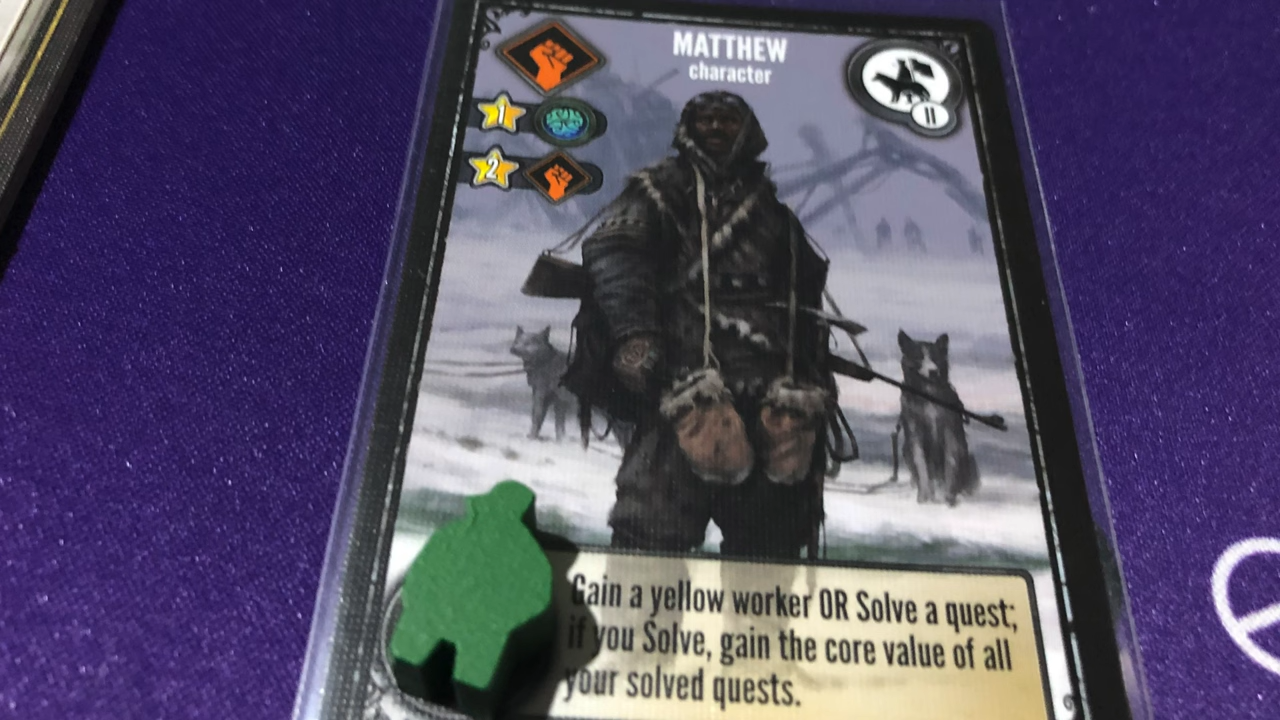 MATTHEW
character
1
2
II
Gain a yellow worker OR Solve a quest;
if you Solve, gain the core value of all
your solved quests.